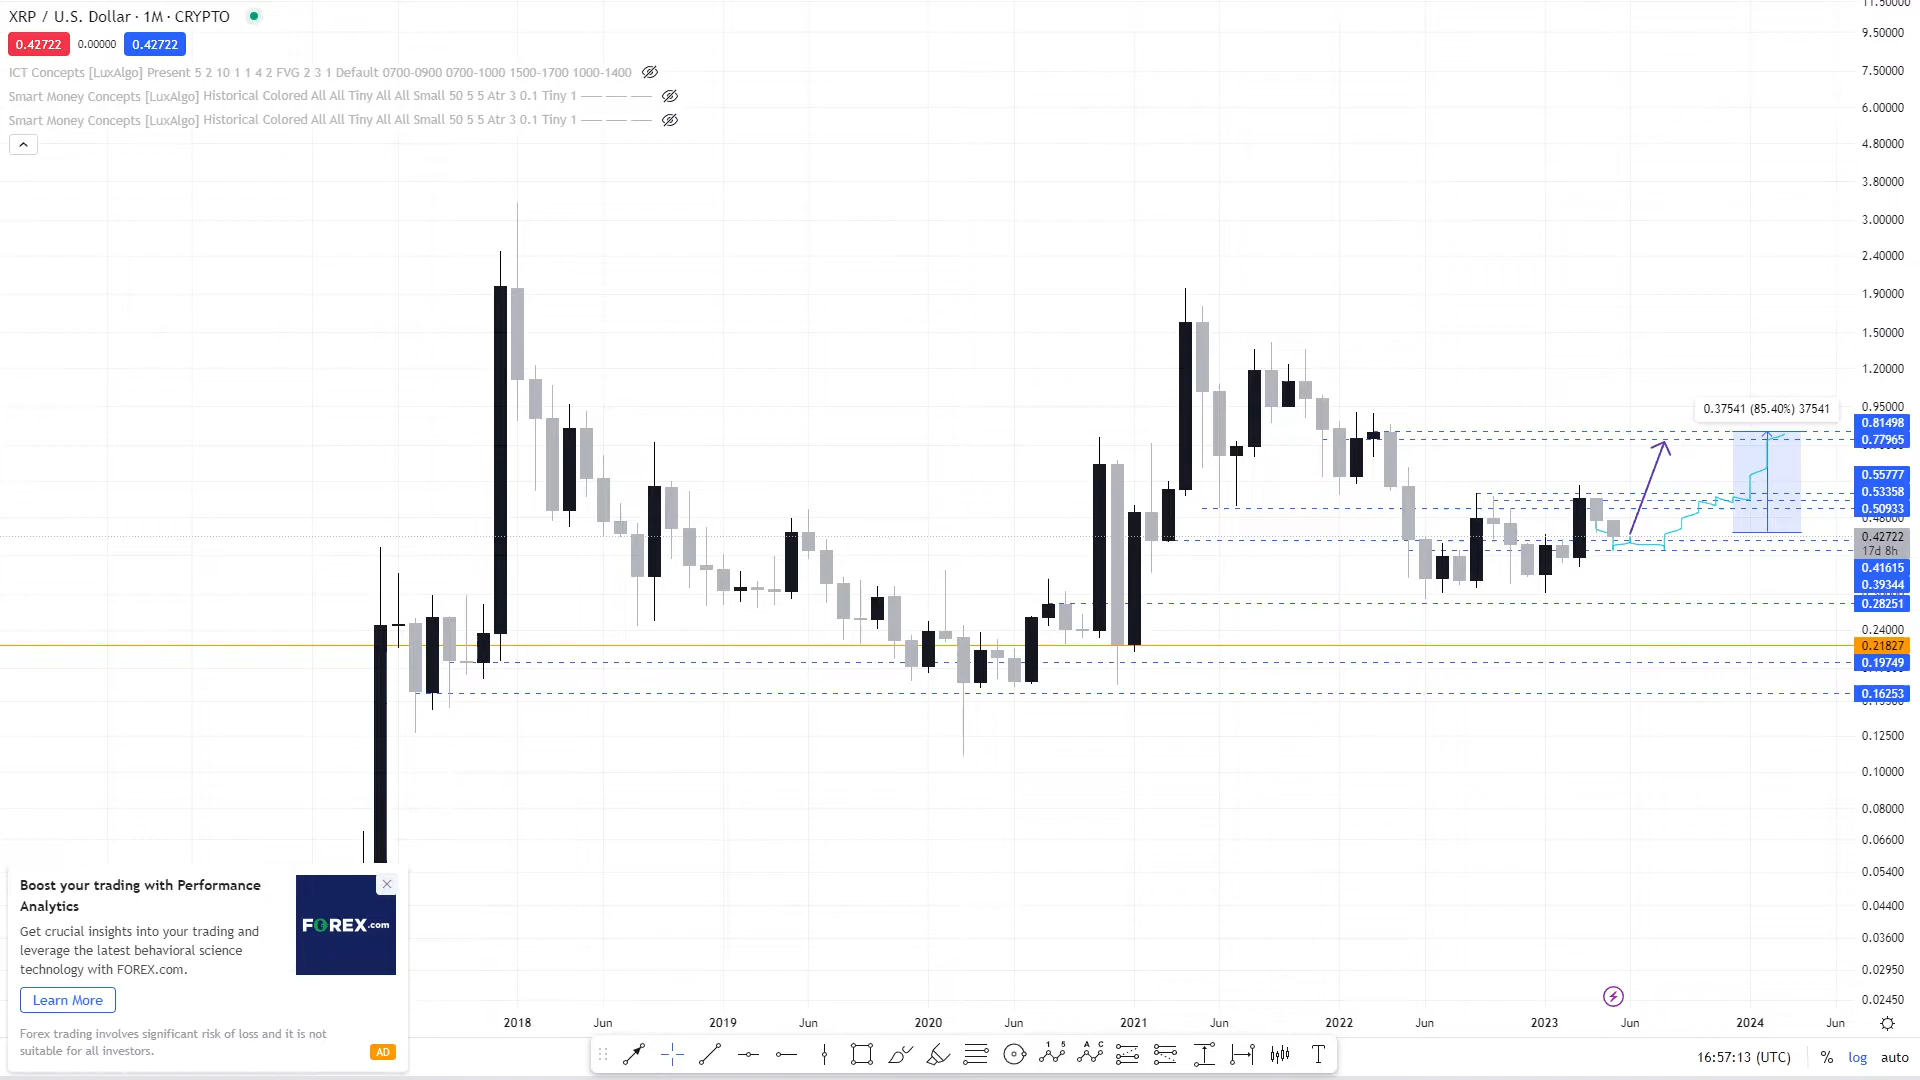 XRP / U.S. Dollar · 1M · CRYPTO
0.42722 0.00000 0.42722
ICT Concepts [LuxAlgo] Present 5 2 10 1 1 4 2 FVG 2 3 1 Default 0700-0900 0700-1000 1500-1700 1000-1400
Smart Money Concepts [LuxAlgo] Historical Colored All All Tiny All All Small 50 5 5 Atr 3 0.1 Tiny 1
Smart Money Concepts [LuxAlgo] Historical Colored All All Tiny All All Small 50 5 5 Atr 3 0.1 Tiny 1
11.50000
9.50000
7.50000
6.00000
4.80000
3.80000
3.00000
2.40000
1.90000
1.50000
1.20000
0.95000
0.37541 (85.40%) 37541
0.81498
0.77965
0.55777
0.53358
0.50933
0.48000
0.42722
17d 8h
0.41615
0.39344
0.28251
0.24000
0.21827
0.19749
0.16253
0.12500
0.10000
0.08000
0.06600
0.05400
0.04400
0.03600
0.02950
0.02450
Boost your trading with Performance
Analytics
Get crucial insights into your trading and
leverage the latest behavioral science
technology with FOREX.com.
FOREX.com
Learn More
Forex trading involves significant risk of loss and it is not
suitable for all investors.
AD
2018 Jun 2019 Jun 2020 Jun 2021 Jun 2022 Jun 2023 Jun 2024 Jun
16:57:13 (UTC) % log auto